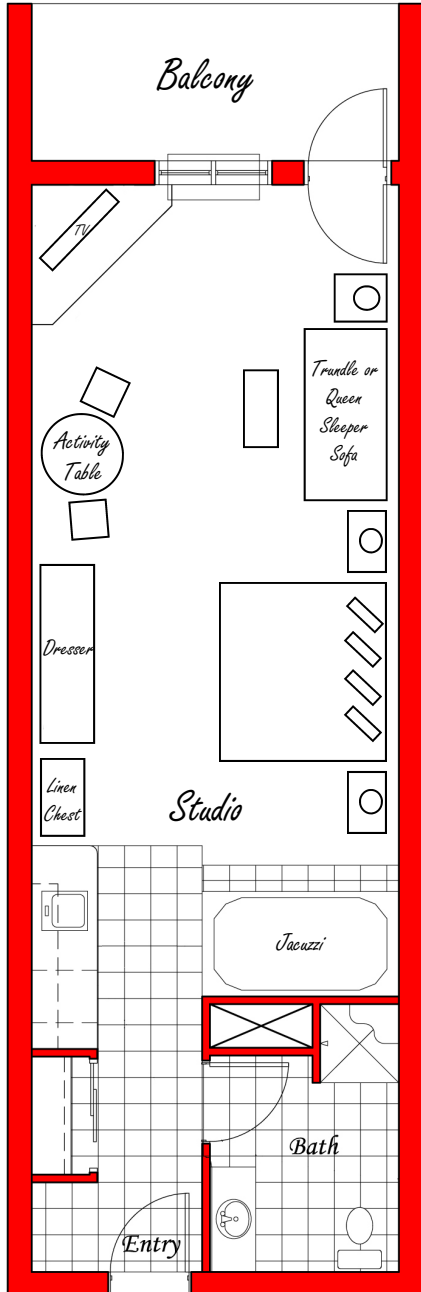 Balcony
TV
Trundle or
Queen
Sleeper
Sofa
Activity
Table
Dresser
Linen
Chest
Studio
Jacuzzi
Bath
Entry